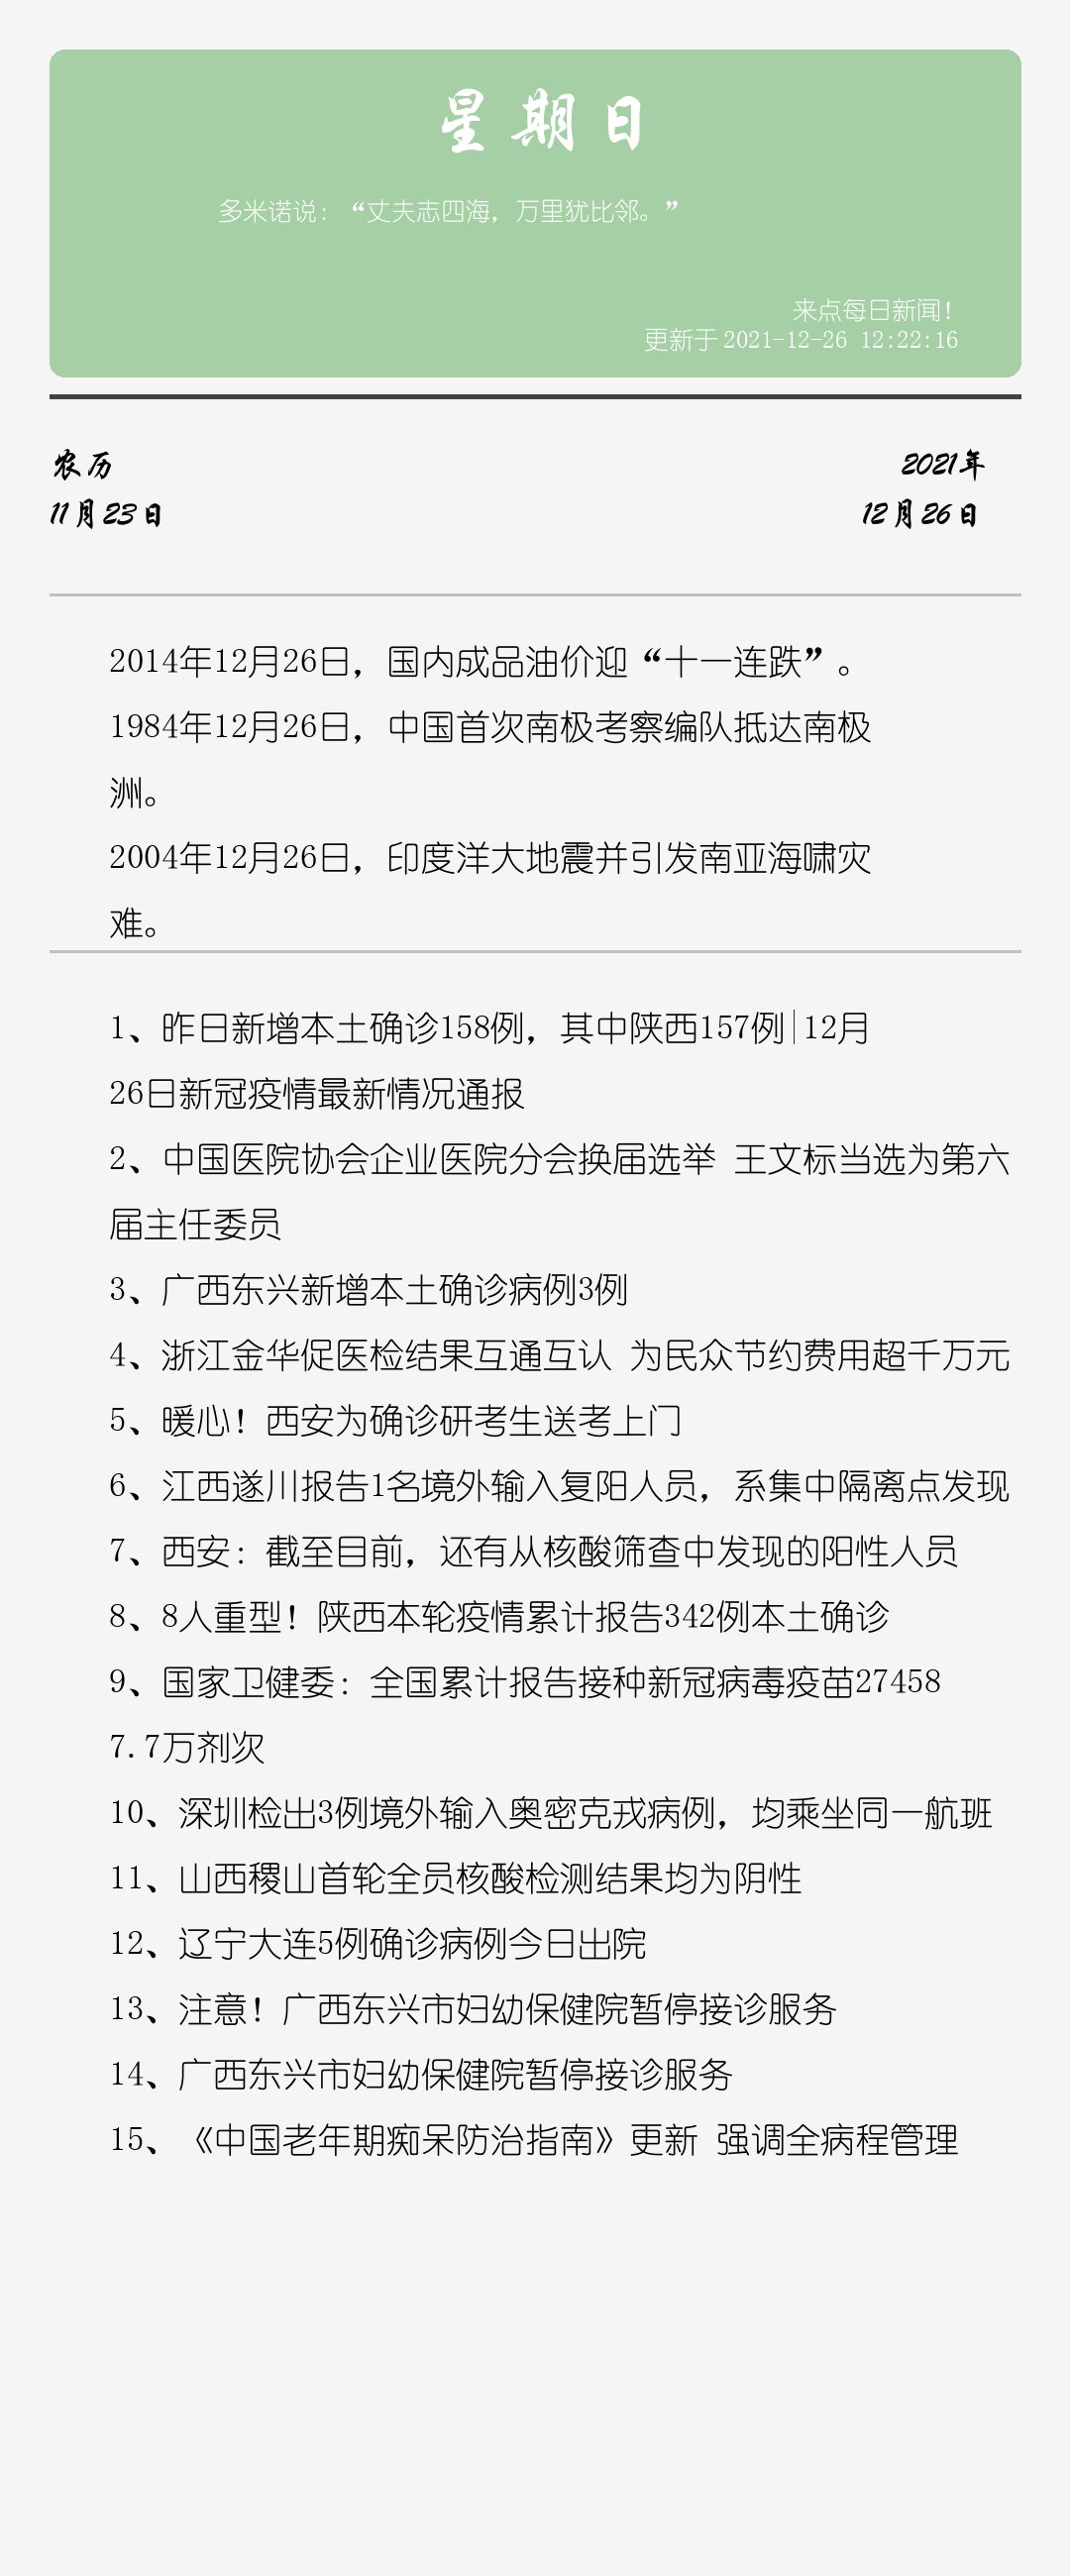 星期日
多米诺说：“丈夫志四海，万里犹比邻。”
来点每日新闻！
更新于 2021-12-26 12:22:16
农历
2021年
11月23日
12月26日
2014年12月26日，国内成品油价迎“十一连跌”。
1984年12月26日，中国首次南极考察编队抵达南极
洲。
2004年12月26日，印度洋大地震并引发南亚海啸灾
难。
1、昨日新增本土确诊158例，其中陕西157例|12月
26日新冠疫情最新情况通报
2、中国医院协会企业医院分会换届选举 王文标当选为第六
届主任委员
3、广西东兴新增本土确诊病例3例
4、浙江金华促医检结果互通互认 为民众节约费用超千万元
5、暖心！西安为确诊研考生送考上门
6、江西遂川报告1名境外输入复阳人员，系集中隔离点发现
7、西安：截至目前，还有从核酸筛查中发现的阳性人员
8、8人重型！陕西本轮疫情累计报告342例本土确诊
9、国家卫健委：全国累计报告接种新冠病毒疫苗27458
7.7万剂次
10、深圳检出3例境外输入奥密克戎病例，均乘坐同一航班
11、山西稷山首轮全员核酸检测结果均为阴性
12、辽宁大连5例确诊病例今日出院
13、注意！广西东兴市妇幼保健院暂停接诊服务
14、广西东兴市妇幼保健院暂停接诊服务
15、《中国老年期痴呆防治指南》更新 强调全病程管理